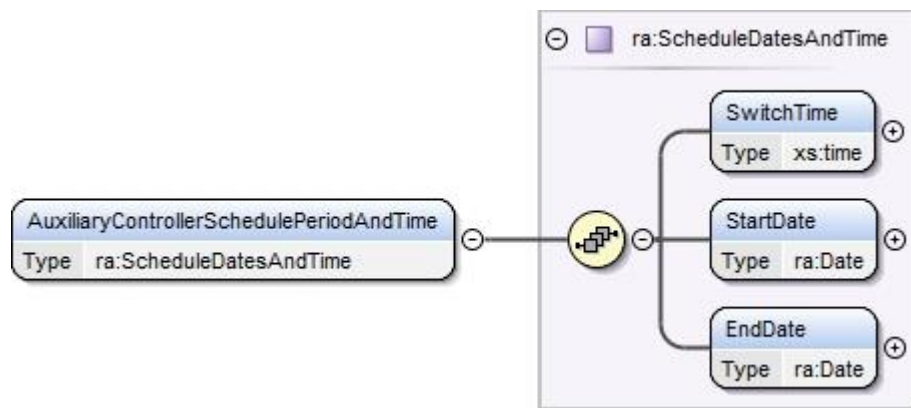 ra:ScheduleDatesAndTime
SwitchTime
Type xs:time
AuxiliaryControllerSchedulePeriodAndTime
Type ra:ScheduleDatesAndTime
StartDate
Type ra:Date
EndDate
Type ra:Date